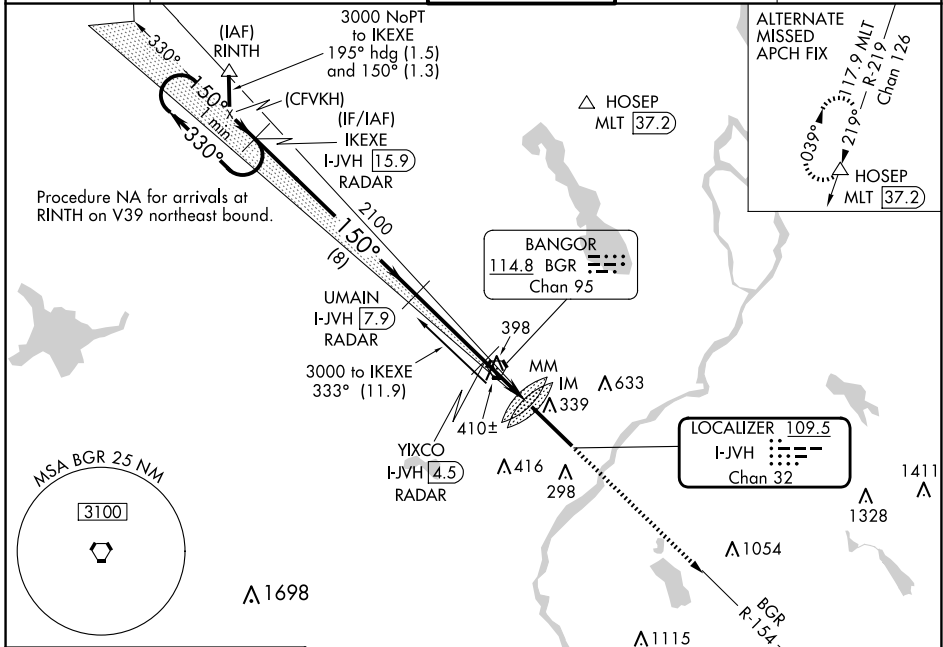 330°
(IAF)
RINTH
3000 NoPT
to IKEXE
195° hdg (1.5)
and 150° (1.3)
150°
1 min
330°
(CFVKH)
(IF/IAF)
IKEXE
I-JVH 15.9
RADAR
HOSEP
MLT 37.2
ALTERNATE
MISSED
APCH FIX
117.9 MLT
R-219
Chan 126
039°
219°
HOSEP
MLT 37.2
Procedure NA for arrivals at
RINTH on V39 northeast bound.
2100
150°
(8)
BANGOR
114.8 BGR
Chan 95
UMAIN
I-JVH 7.9
RADAR
398
3000 to IKEXE
333° (11.9)
MM
IM
633
339
410±
YIXCO
I-JVH 4.5
RADAR
416
298
LOCALIZER 109.5
I-JVH
Chan 32
1411
1328
MSA BGR 25 NM
3100
1054
1698
BGR
R-154
1115